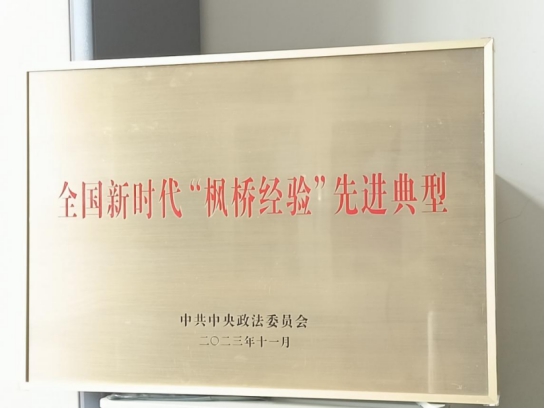 全国新时代“枫桥经验”先进典型
中共中央政法委员会
二〇二三年十一月